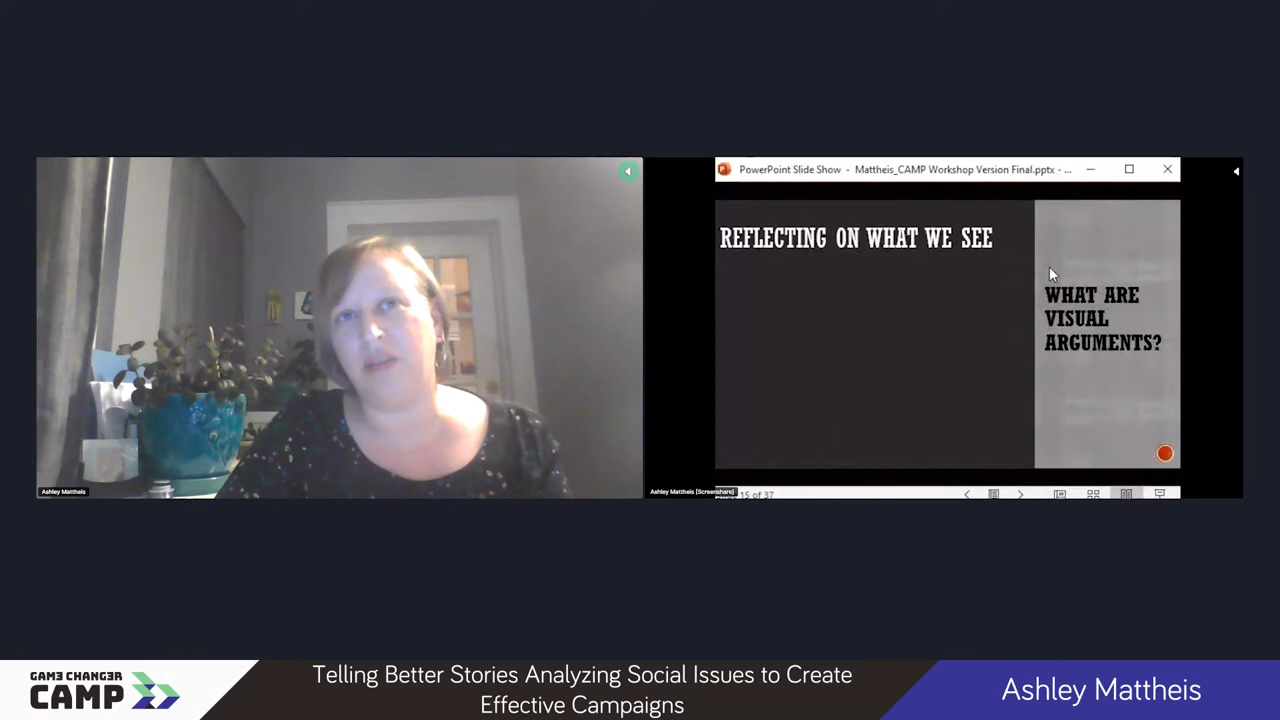 PowerPoint Slide Show - Mattheis_CAMP Workshop Version Final.pptx - ...
REFLECTING ON WHAT WE SEE
WHAT ARE
VISUAL
ARGUMENTS?
Ashley Mattheis
Ashley Mattheis [Screenshare]
15 of 37
GAM3 CHANG3R
CAMP
Telling Better Stories Analyzing Social Issues to Create
Effective Campaigns
Ashley Mattheis